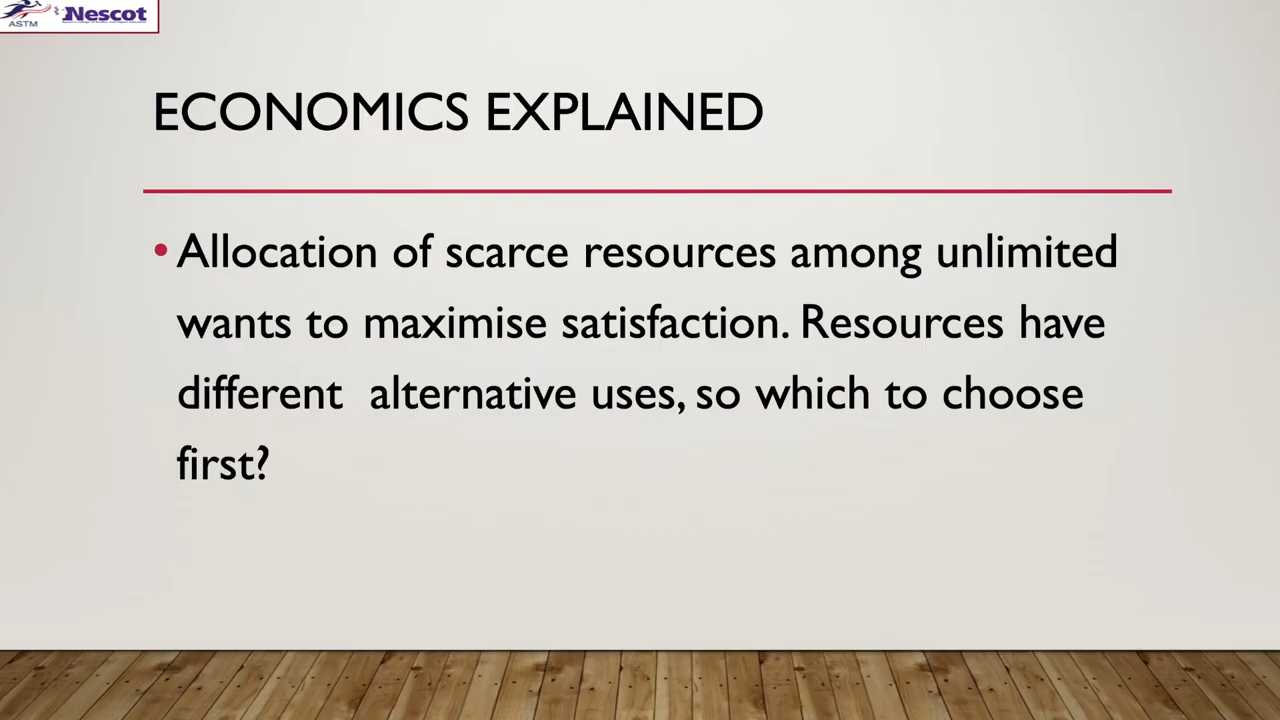 ASTM
Nescot
ECONOMICS EXPLAINED
• Allocation of scarce resources among unlimited
wants to maximise satisfaction. Resources have
different alternative uses, so which to choose
first?